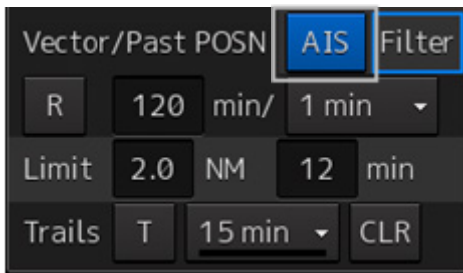 Vector/Past POSN AIS Filter
R 120 min/ 1 min
Limit 2.0 NM 12 min
Trails T 15 min CLR